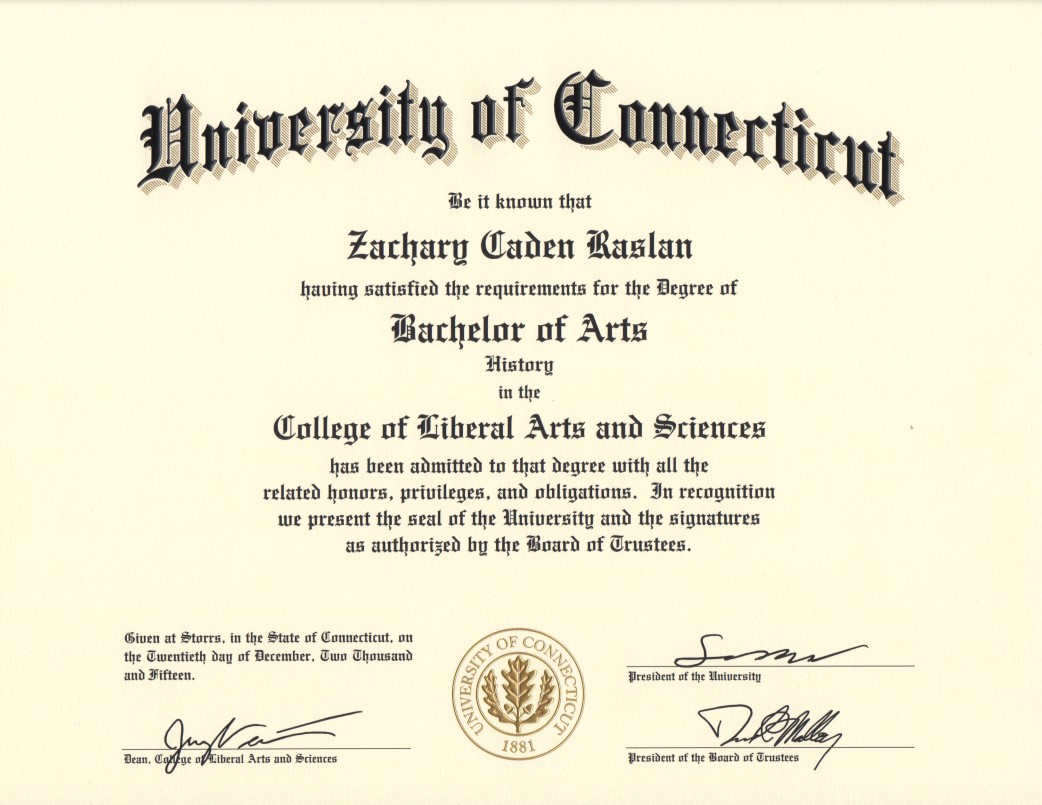 University of Connecticut
Be it known that
Zachary Caden Raslan
having satisfied the requirements for the Degree of
Bachelor of Arts
History
in the
College of Liberal Arts and Sciences
has been admitted to that degree with all the
related honors, privileges, and obligations. In recognition
we present the seal of the University and the signatures
as authorized by the Board of Trustees.
Given at Storrs, in the State of Connecticut, on
the Twentieth day of December, Two Thousand
and Fifteen.
Dean, College of Liberal Arts and Sciences
UNIVERSITY OF CONNECTICUT
1881
President of the University
President of the Board of Trustees